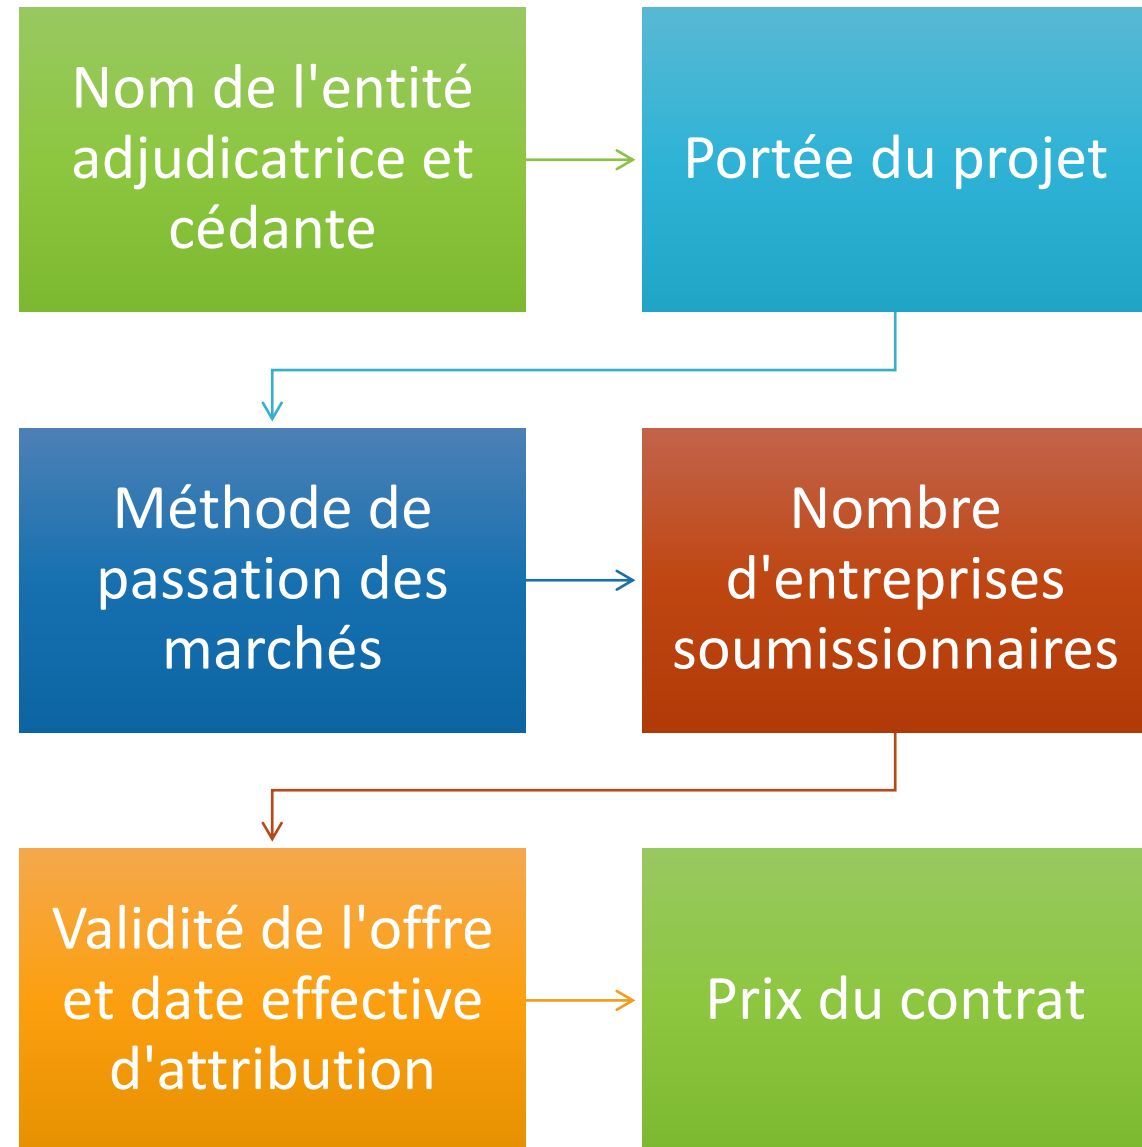 Nom de l'entité
adjudicatrice et
cédante
Portée du projet
Méthode de
passation des
marchés
Nombre
d'entreprises
soumissionnaires
Validité de l'offre
et date effective
d'attribution
Prix du contrat